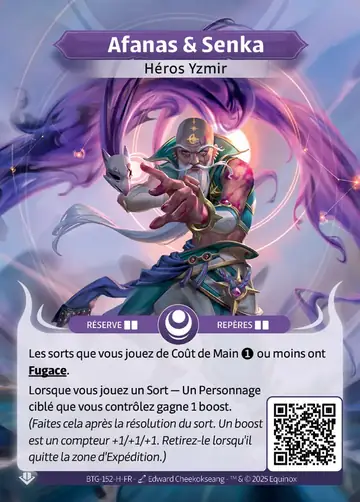 Afanas & Senka
Héros Yzmir
RÉSERVE
REPÈRES
Les sorts que vous jouez de Coût de Main 1 ou moins ont
Fugace.
Lorsque vous jouez un Sort — Un Personnage
ciblé que vous contrôlez gagne 1 boost.
(Faites cela après la résolution du sort. Un boost
est un compteur +1/+1/+1. Retirez-le lorsqu'il
quitte la zone d'Expédition.)
BTG-152-H-FR - Edward Cheekokseang - ™ & © 2025 Equinox